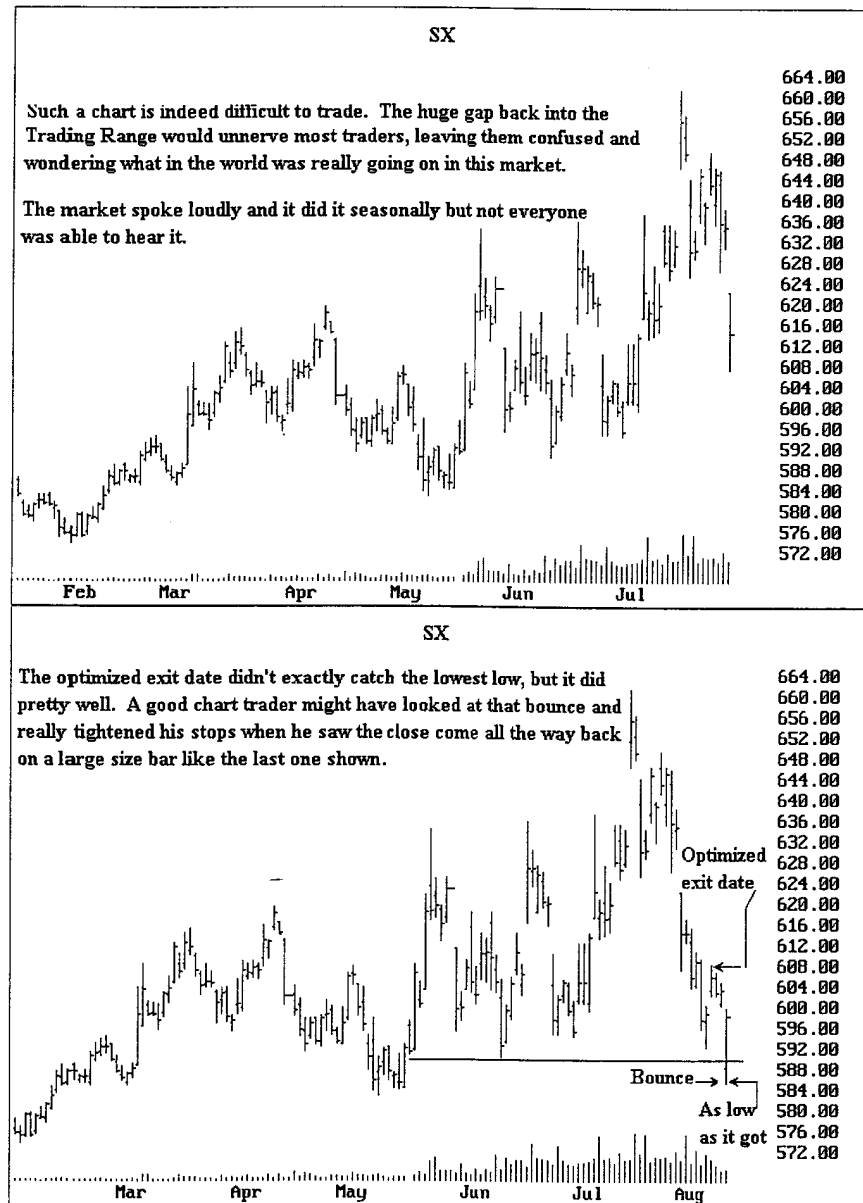 SX
Such a chart is indeed difficult to trade. The huge gap back into the
Trading Range would unnerve most traders, leaving them confused and
wondering what in the world was really going on in this market.
The market spoke loudly and it did it seasonally but not everyone
was able to hear it.
664.00
660.00
656.00
652.00
648.00
644.00
640.00
636.00
632.00
628.00
624.00
620.00
616.00
612.00
608.00
604.00
600.00
596.00
592.00
588.00
584.00
580.00
576.00
572.00
Feb Mar Apr May Jun Jul
SX
The optimized exit date didn't exactly catch the lowest low, but it did
pretty well. A good chart trader might have looked at that bounce and
really tightened his stops when he saw the close come all the way back
on a large size bar like the last one shown.
664.00
660.00
656.00
652.00
648.00
644.00
640.00
636.00
632.00
628.00
624.00
620.00
616.00
612.00
608.00
604.00
600.00
596.00
592.00
588.00
584.00
580.00
576.00
572.00
Optimized
exit date
Bounce
As low
as it got
Mar Apr May Jun Jul Aug